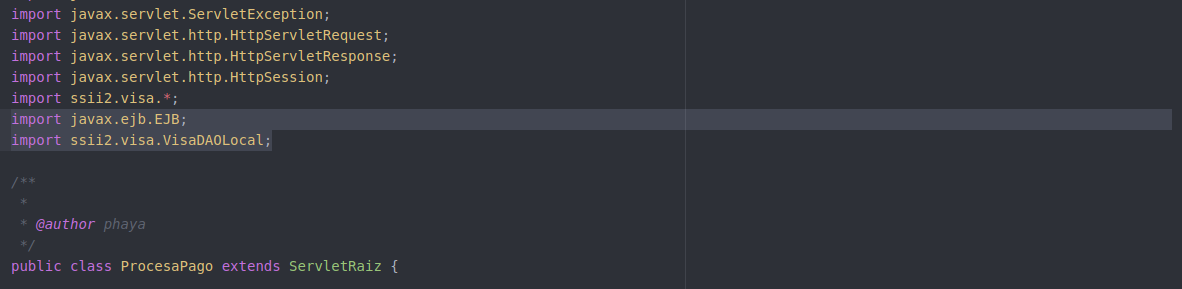 import javax.servlet.ServletException;
import javax.servlet.http.HttpServletRequest;
import javax.servlet.http.HttpServletResponse;
import javax.servlet.http.HttpSession;
import ssii2.visa.*;
import javax.ejb.EJB;
import ssii2.visa.VisaDAOLocal;

/**
 *
 * @author phaya
 */
public class ProcesaPago extends ServletRaiz {